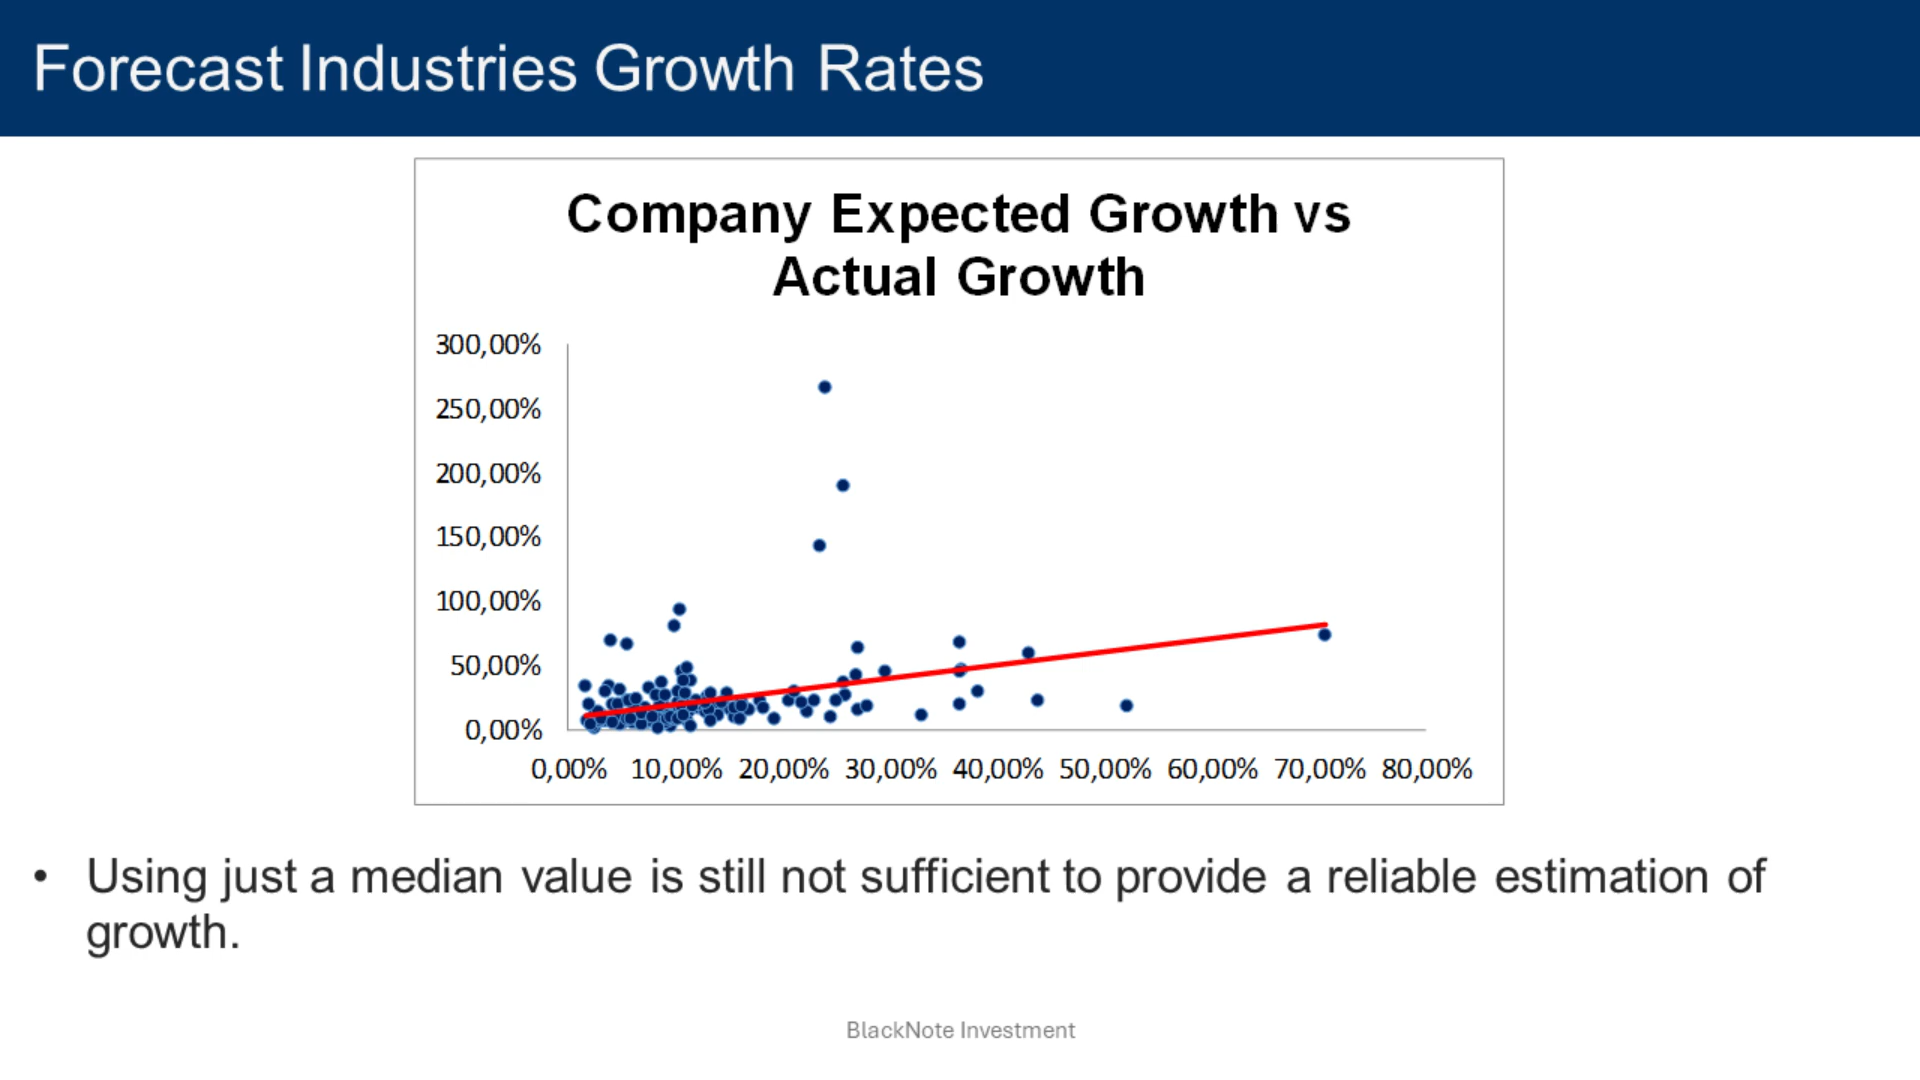 Forecast Industries Growth Rates
Company Expected Growth vs
Actual Growth
300,00%
250,00%
200,00%
150,00%
100,00%
50,00%
0,00%
0,00% 10,00% 20,00% 30,00% 40,00% 50,00% 60,00% 70,00% 80,00%
• Using just a median value is still not sufficient to provide a reliable estimation of
growth.
BlackNote Investment